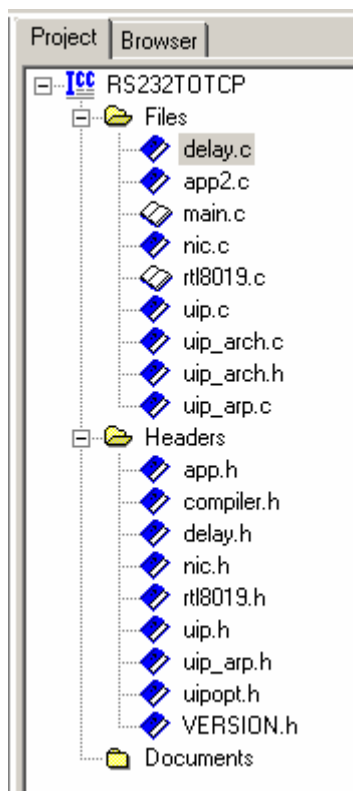 Project Browser
ICC RS232TOTCP
Files
delay.c
app2.c
main.c
nic.c
rtl8019.c
uip.c
uip_arch.c
uip_arch.h
uip_arp.c
Headers
app.h
compiler.h
delay.h
nic.h
rtl8019.h
uip.h
uip_arp.h
uipopt.h
VERSION.h
Documents